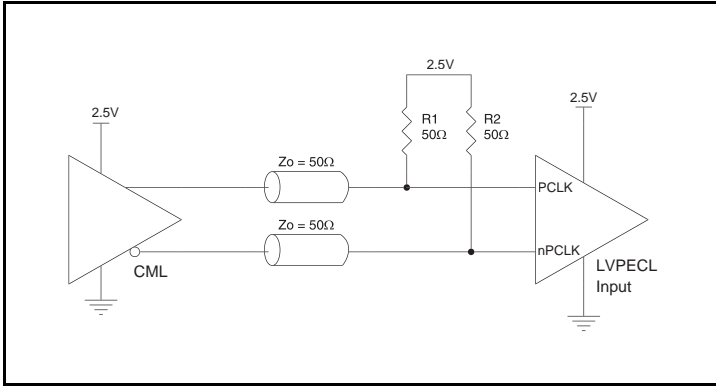 2.5V
2.5V
2.5V
R1
50Ω
R2
50Ω
Zo = 50Ω
PCLK
Zo = 50Ω
nPCLK
CML
LVPECL
Input